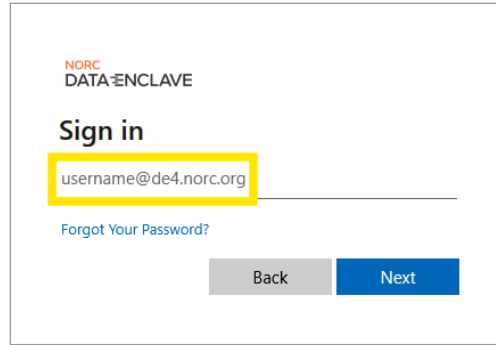 NORC
DATA ENCLAVE
Sign in
username@de4.norc.org
Forgot Your Password?
Back
Next